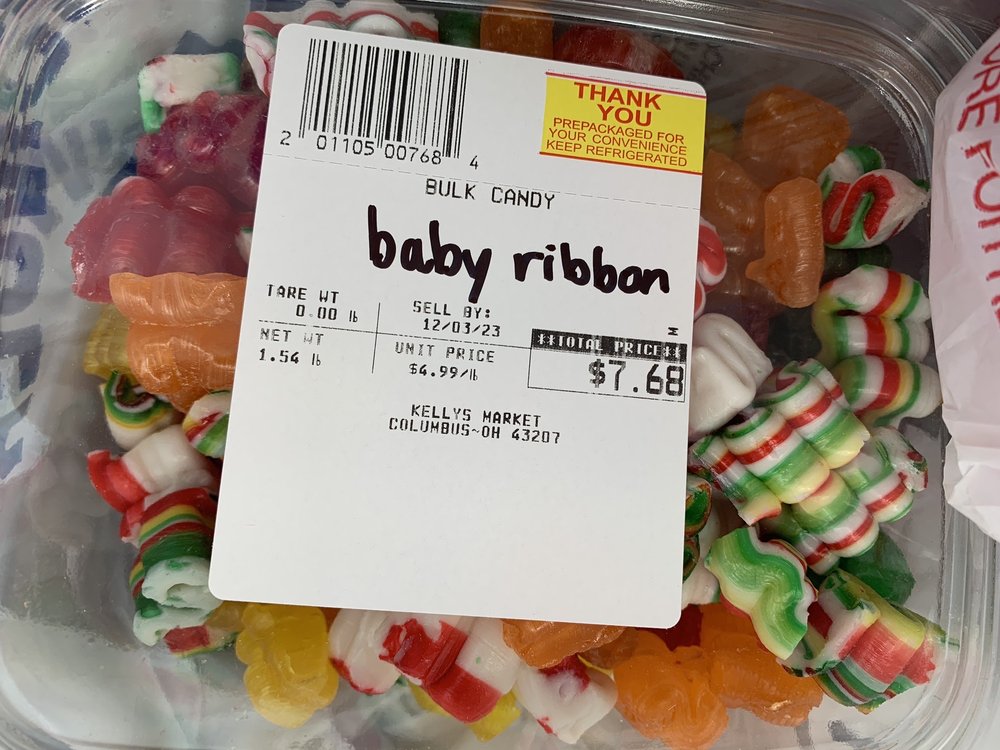 2 01105 00768 4
THANK
YOU
PREPACKAGED FOR
YOUR CONVENIENCE
KEEP REFRIGERATED
BULK CANDY
baby ribbon
TARE WT
0.00 lb
SELL BY:
12/03/23
NET WT
1.54 lb
UNIT PRICE
$4.99/lb
**TOTAL PRICE**
$7.68
KELLYS MARKET
COLUMBUS~OH 43207